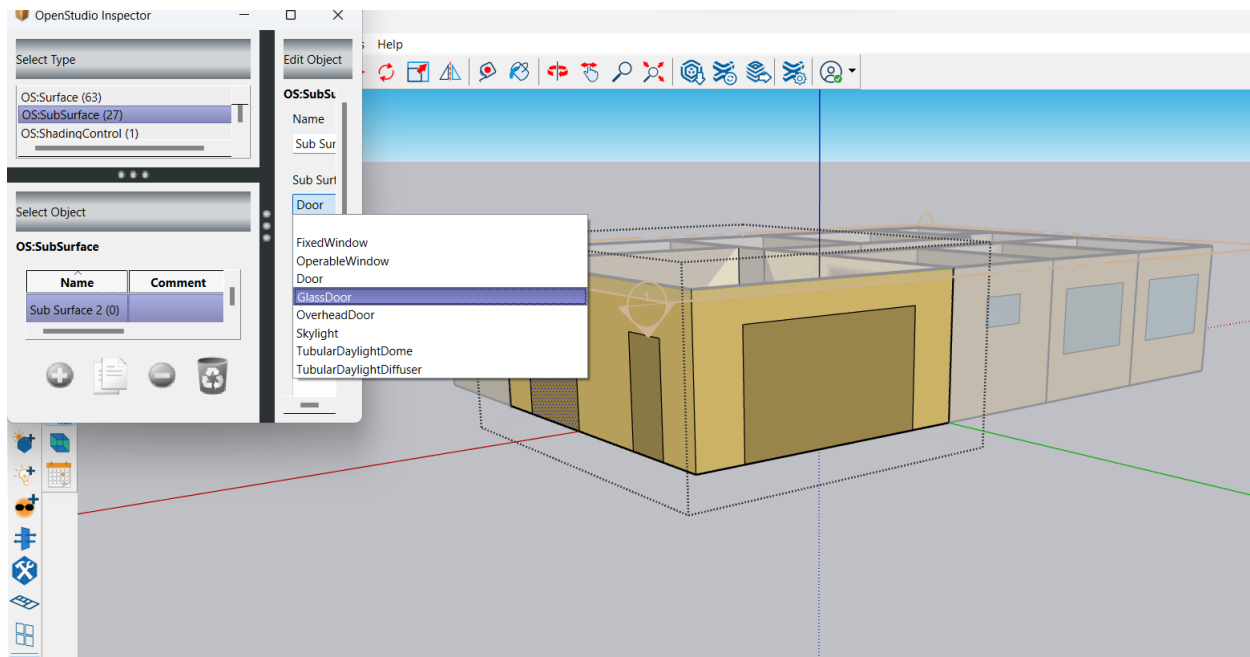 OpenStudio Inspector
Help
Select Type
OS:Surface (63)
OS:SubSurface (27)
OS:ShadingControl (1)
Select Object
OS:SubSurface
Name Comment
Sub Surface 2 (0)
Edit Object
OS:SubSu
Name
Sub Sur
Sub Surf
Door
FixedWindow
OperableWindow
Door
GlassDoor
OverheadDoor
Skylight
TubularDaylightDome
TubularDaylightDiffuser